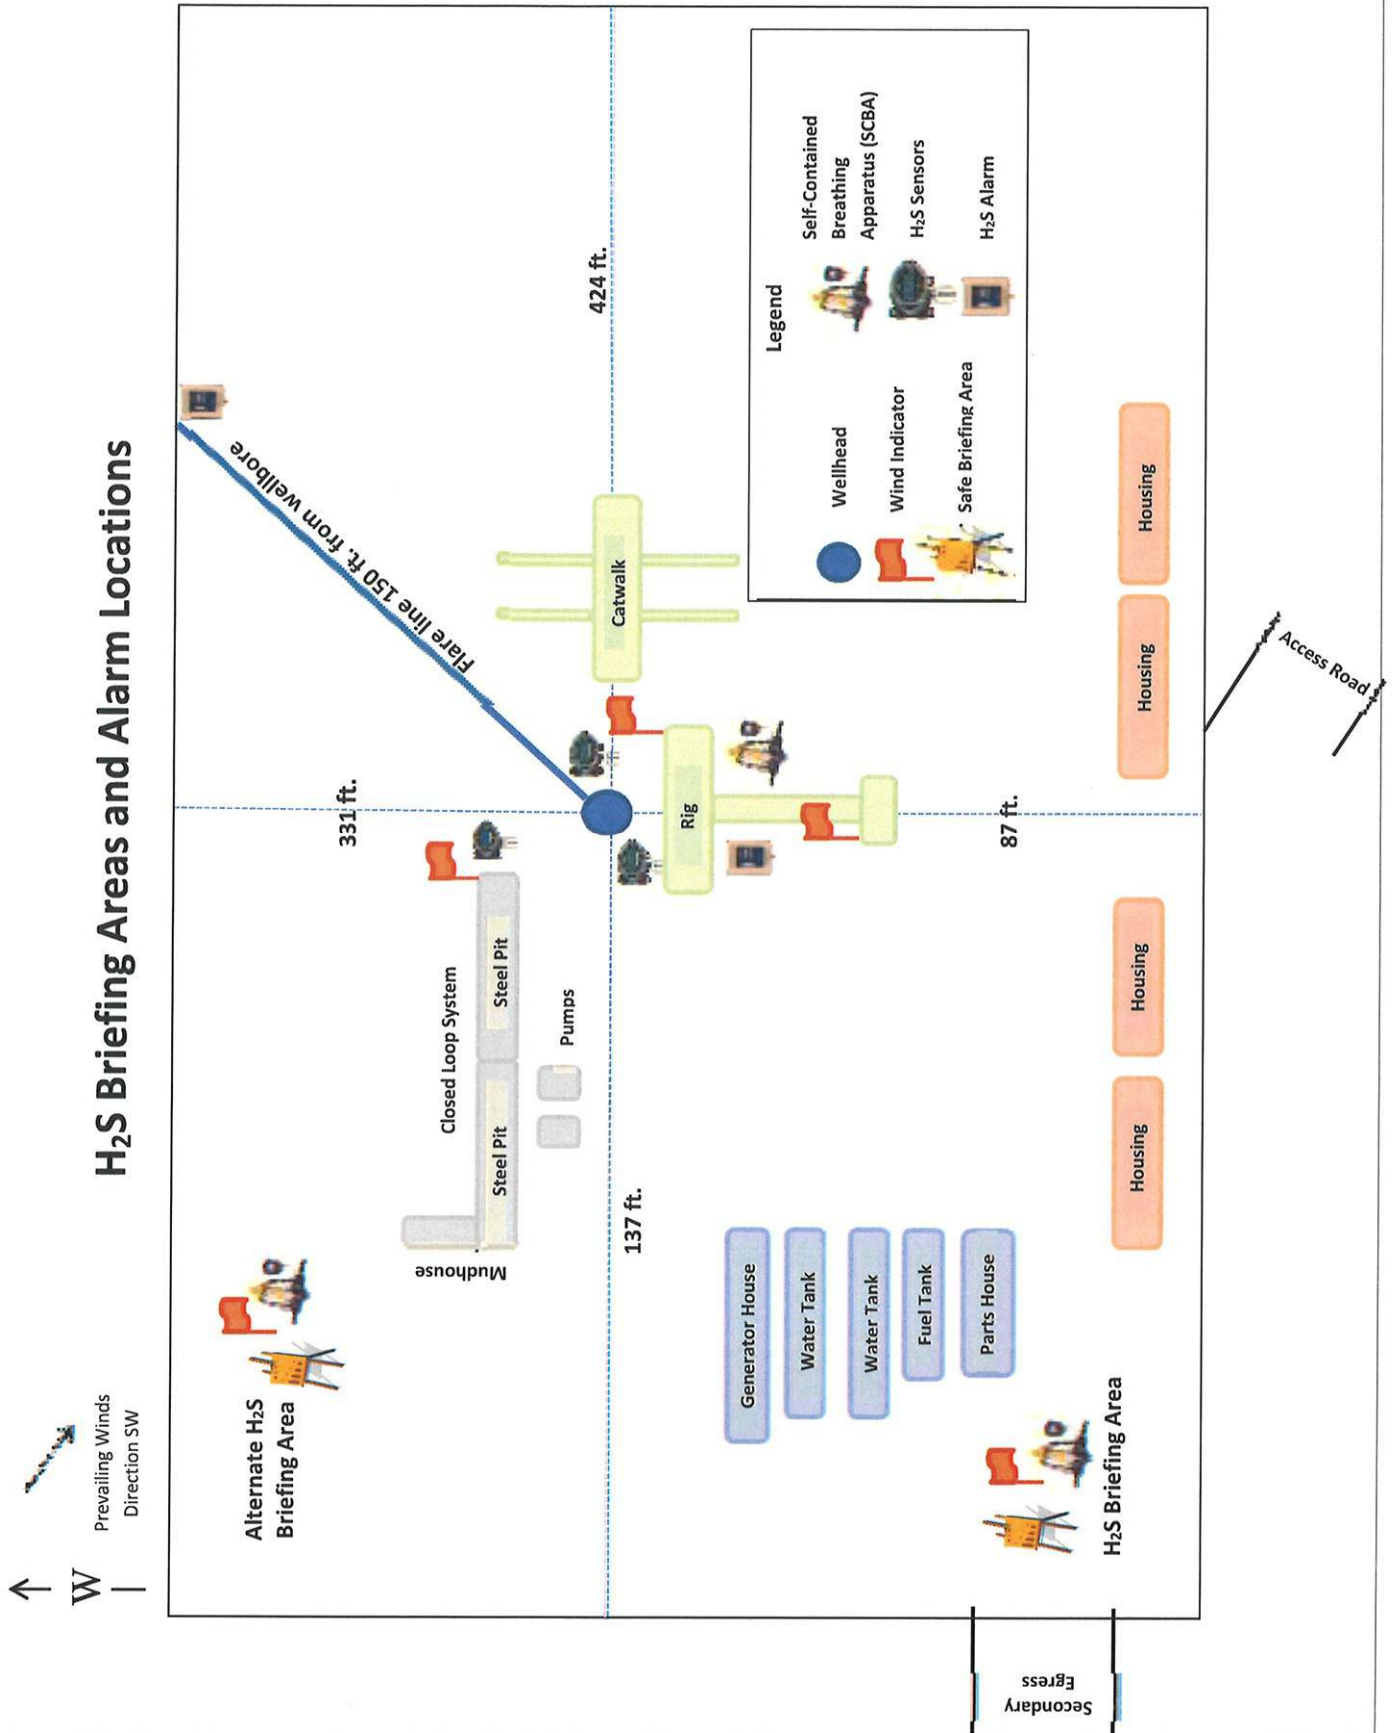 H₂S Briefing Areas and Alarm Locations
W
Prevailing Winds
Direction SW
Alternate H₂S
Briefing Area
Mudhouse
Closed Loop System
Steel Pit
Steel Pit
Pumps
331 ft.
Flare line 150 ft. from wellbore
137 ft.
424 ft.
Catwalk
Rig
87 ft.
Generator House
Water Tank
Water Tank
Fuel Tank
Parts House
H₂S Briefing Area
Housing
Housing
Housing
Housing
Legend
Wellhead
Wind Indicator
Safe Briefing Area
Self-Contained
Breathing
Apparatus (SCBA)
H₂S Sensors
H₂S Alarm
Secondary
Egress
Access Road